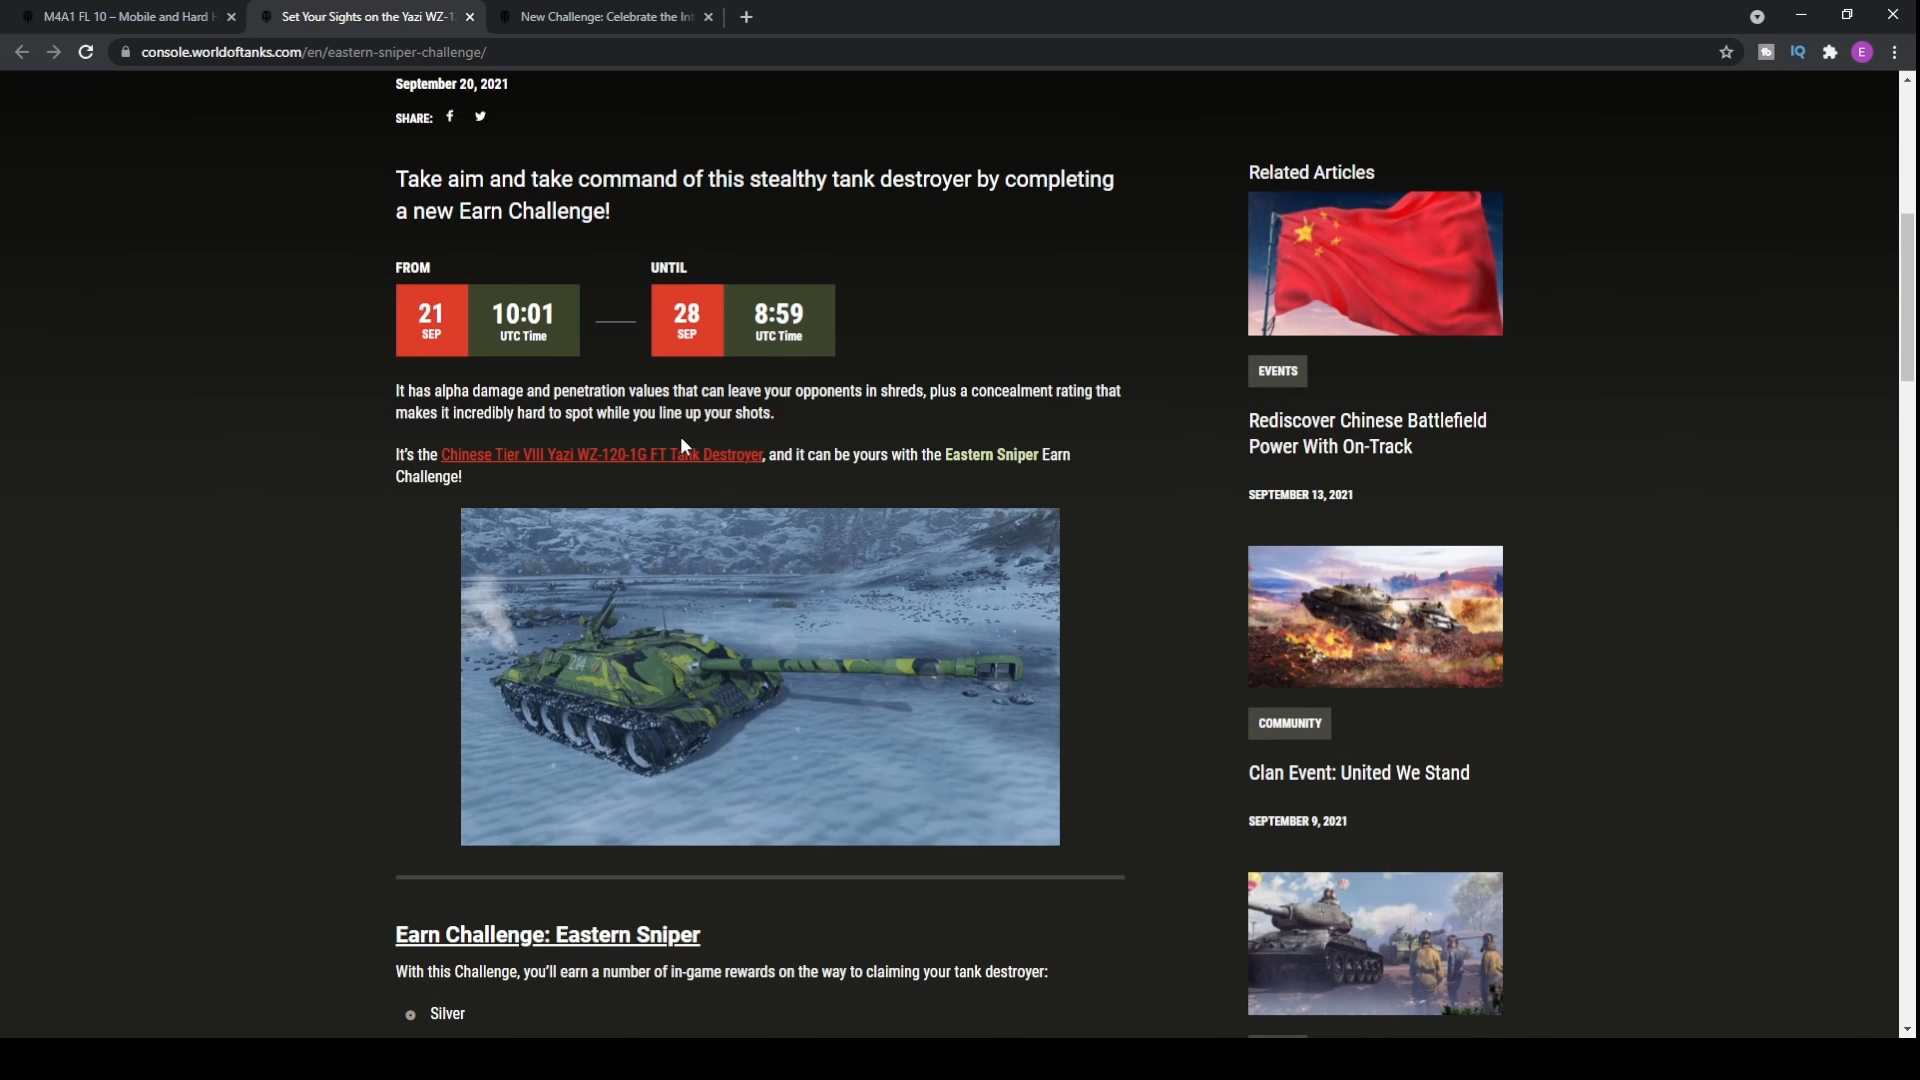 M4A1 FL 10 – Mobile and Hard H
Set Your Sights on the Yazi WZ-1
New Challenge: Celebrate the Int
console.worldoftanks.com/en/eastern-sniper-challenge/
IQ
E
September 20, 2021
SHARE:
Take aim and take command of this stealthy tank destroyer by completing
a new Earn Challenge!
FROM
UNTIL
21
SEP
10:01
UTC Time
28
SEP
8:59
UTC Time
It has alpha damage and penetration values that can leave your opponents in shreds, plus a concealment rating that
makes it incredibly hard to spot while you line up your shots.
It's the Chinese Tier VIII Yazi WZ-120-1G FT Tank Destroyer, and it can be yours with the Eastern Sniper Earn
Challenge!
214
Earn Challenge: Eastern Sniper
With this Challenge, you'll earn a number of in-game rewards on the way to claiming your tank destroyer:
Silver
Related Articles
EVENTS
Rediscover Chinese Battlefield
Power With On-Track
SEPTEMBER 13, 2021
COMMUNITY
Clan Event: United We Stand
SEPTEMBER 9, 2021